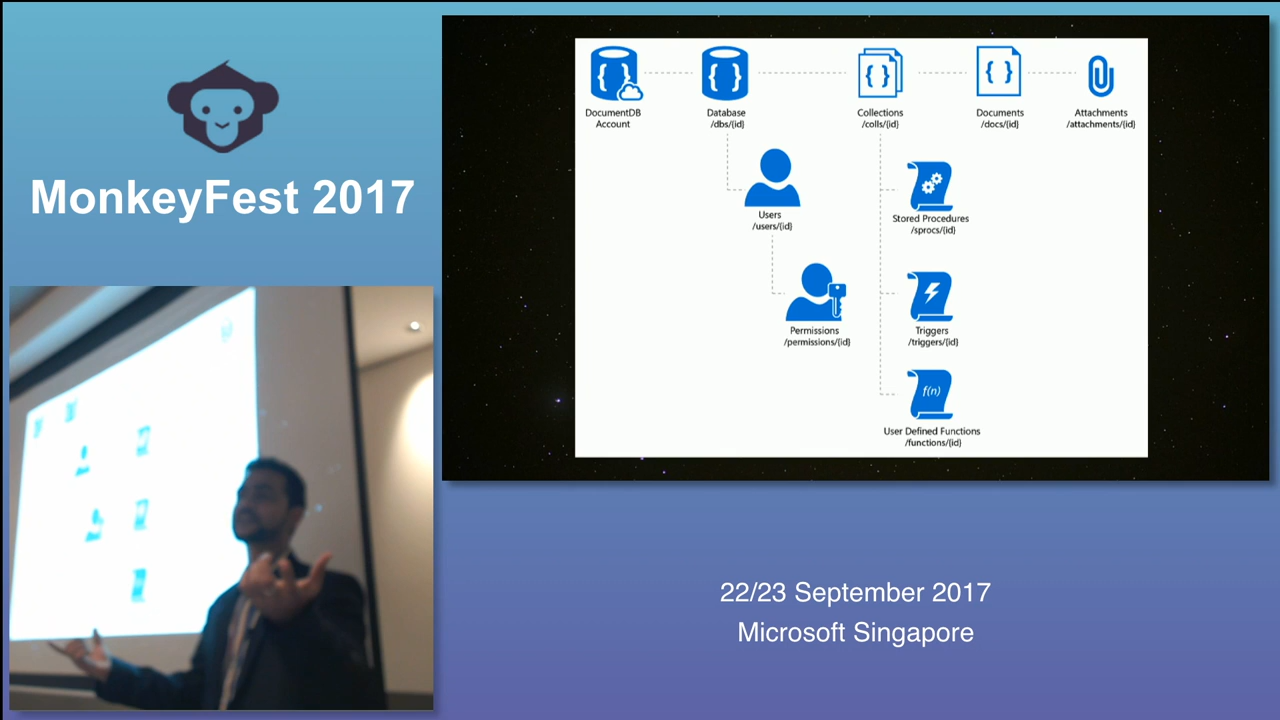 MonkeyFest 2017
DocumentDB
Account
Database
/dbs/{id}
Collections
/colls/{id}
Documents
/docs/{id}
Attachments
/attachments/{id}
Users
/users/{id}
Stored Procedures
/sprocs/{id}
Permissions
/permissions/{id}
Triggers
/triggers/{id}
f(n)
User Defined Functions
/functions/{id}
22/23 September 2017
Microsoft Singapore